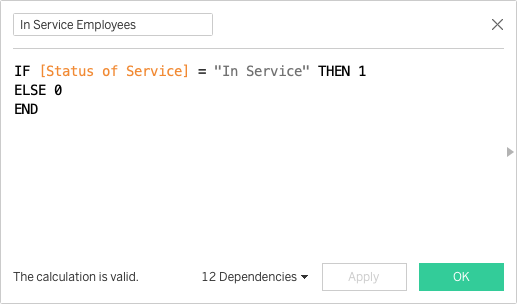 In Service Employees
IF [Status of Service] = "In Service" THEN 1
ELSE 0
END
The calculation is valid.
12 Dependencies
Apply
OK